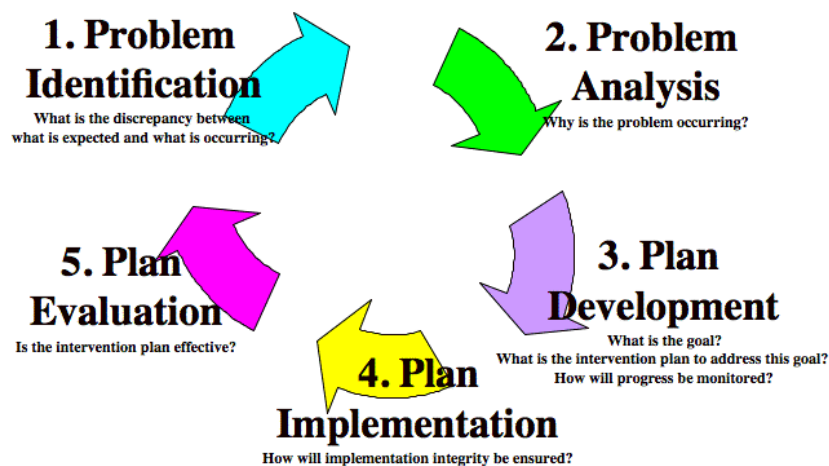 1. Problem
Identification
What is the discrepancy between
what is expected and what is occurring?
2. Problem
Analysis
Why is the problem occurring?
3. Plan
Development
What is the goal?
What is the intervention plan to address this goal?
How will progress be monitored?
4. Plan
Implementation
How will implementation integrity be ensured?
5. Plan
Evaluation
Is the intervention plan effective?